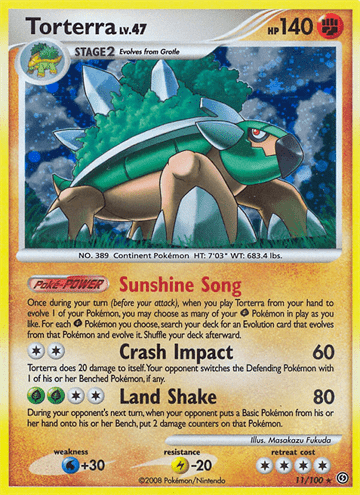 Torterra LV.47 HP 140
STAGE2 Evolves from Grotle
NO. 389 Continent Pokémon HT: 7'03" WT: 683.4 lbs.
Poké-POWER Sunshine Song
Once during your turn (before your attack), when you play Torterra from your hand to
evolve 1 of your Pokémon, you may choose as many of your Pokémon in play as you
like. For each Pokémon you choose, search your deck for an Evolution card that evolves
from that Pokémon and evolve it. Shuffle your deck afterward.
Crash Impact 60
Torterra does 20 damage to itself. Your opponent switches the Defending Pokémon with
1 of his or her Benched Pokémon, if any.
Land Shake 80
During your opponent's next turn, when your opponent puts a Basic Pokémon from his or
her hand onto his or her Bench, put 2 damage counters on that Pokémon.
Illus. Masakazu Fukuda
weakness resistance retreat cost
+30 -20
©2008 Pokémon/Nintendo 11/100 ★